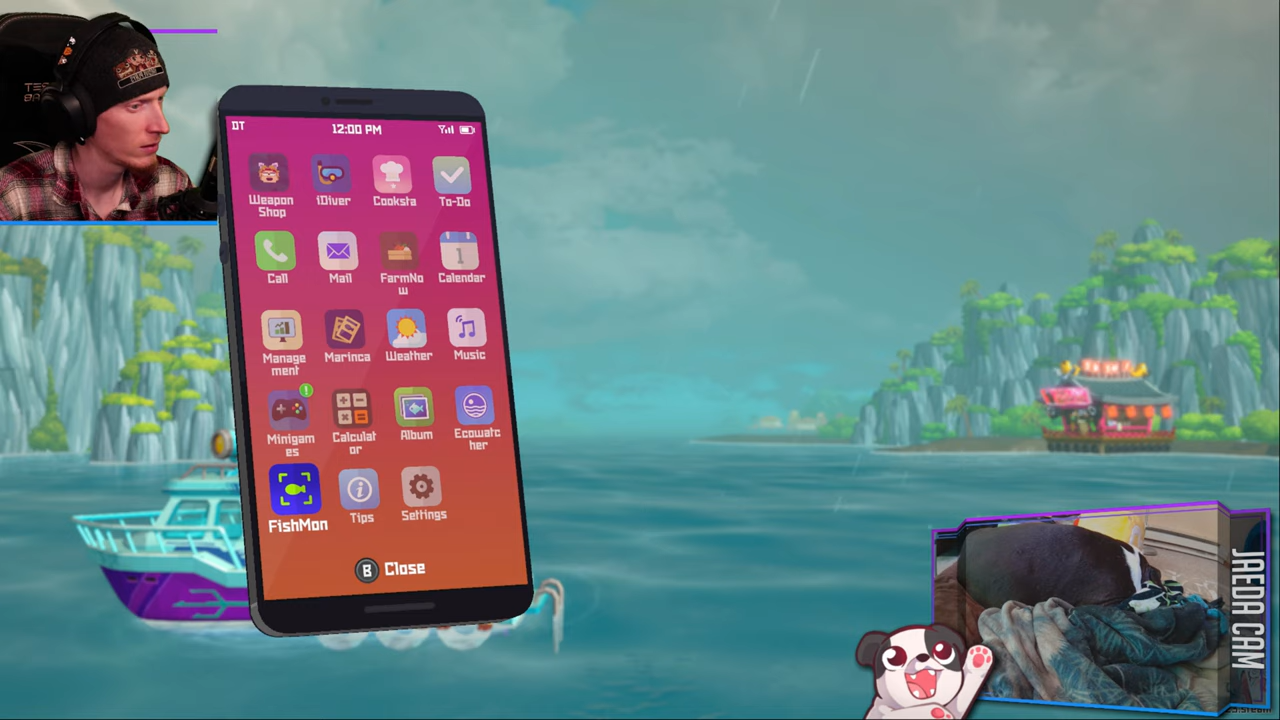 DT 12:00 PM
Weapon Shop
iDiver
Cooksta
To-Do
Call
Mail
FarmNo
w
Calendar
1
Manage
ment
Marinca
Weather
Music
!
Minigam
es
Calculat
or
Album
Ecowatc
her
FishMon
Tips
Settings
B Close
JAEDA CAM